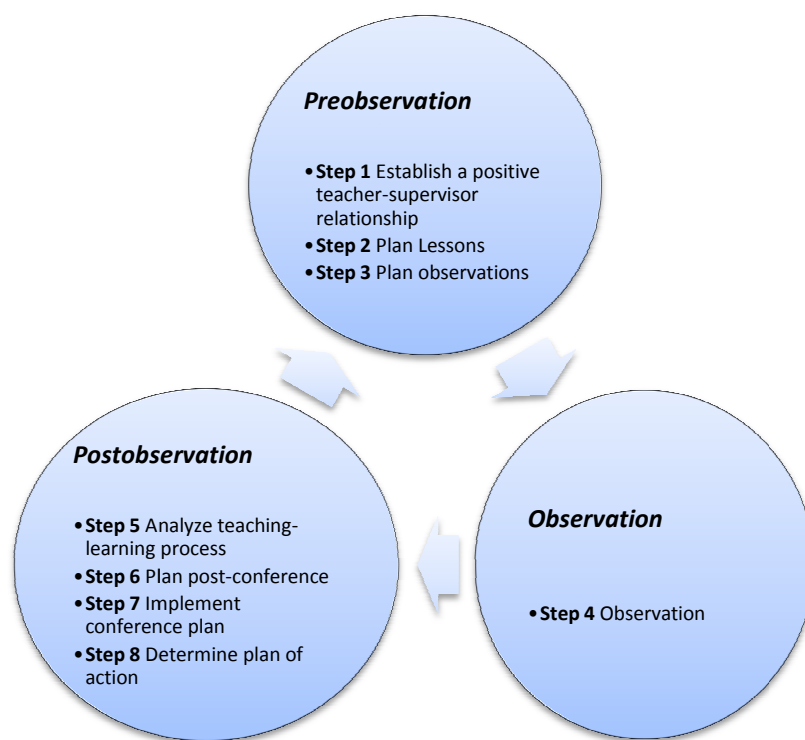 Preobservation
•Step 1 Establish a positive
teacher-supervisor
relationship
•Step 2 Plan Lessons
•Step 3 Plan observations
Observation
•Step 4 Observation
Postobservation
•Step 5 Analyze teaching-
learning process
•Step 6 Plan post-conference
•Step 7 Implement
conference plan
•Step 8 Determine plan of
action